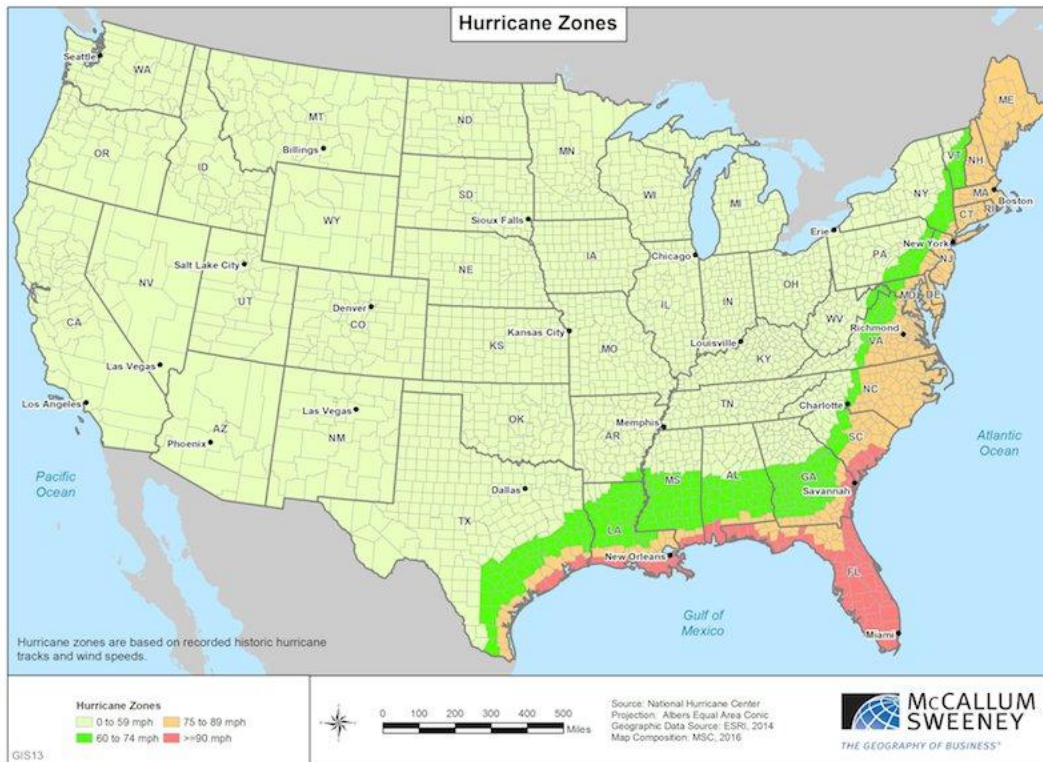 Hurricane Zones
Seattle
WA
MT
ND
ME
Billings
MN
VT
NH
OR
ID
SD
WI
NY
MA
Boston
WY
Sioux Falls
MI
CT
RI
Erie
New York
IA
Chicago
PA
NJ
Salt Lake City
NE
OH
NV
UT
Denver
IL
IN
MD
DE
CO
WV
CA
Kansas City
Richmond
KS
MO
Louisville
VA
KY
Las Vegas
NC
Los Angeles
Las Vegas
OK
TN
Charlotte
AZ
NM
AR
Memphis
SC
Phoenix
Atlantic
Ocean
Pacific
Ocean
MS
AL
GA
Dallas
Savannah
TX
LA
New Orleans
FL
Gulf of
Mexico
Miami
Hurricane zones are based on recorded historic hurricane
tracks and wind speeds.
Hurricane Zones
0 to 59 mph
75 to 89 mph
60 to 74 mph
>=90 mph
GIS13
0 100 200 300 400 500
Miles
Source: National Hurricane Center
Projection: Albers Equal Area Conic
Geographic Data Source: ESRI, 2014
Map Composition: MSC, 2016
MCCALLUM
SWEENEY
THE GEOGRAPHY OF BUSINESS